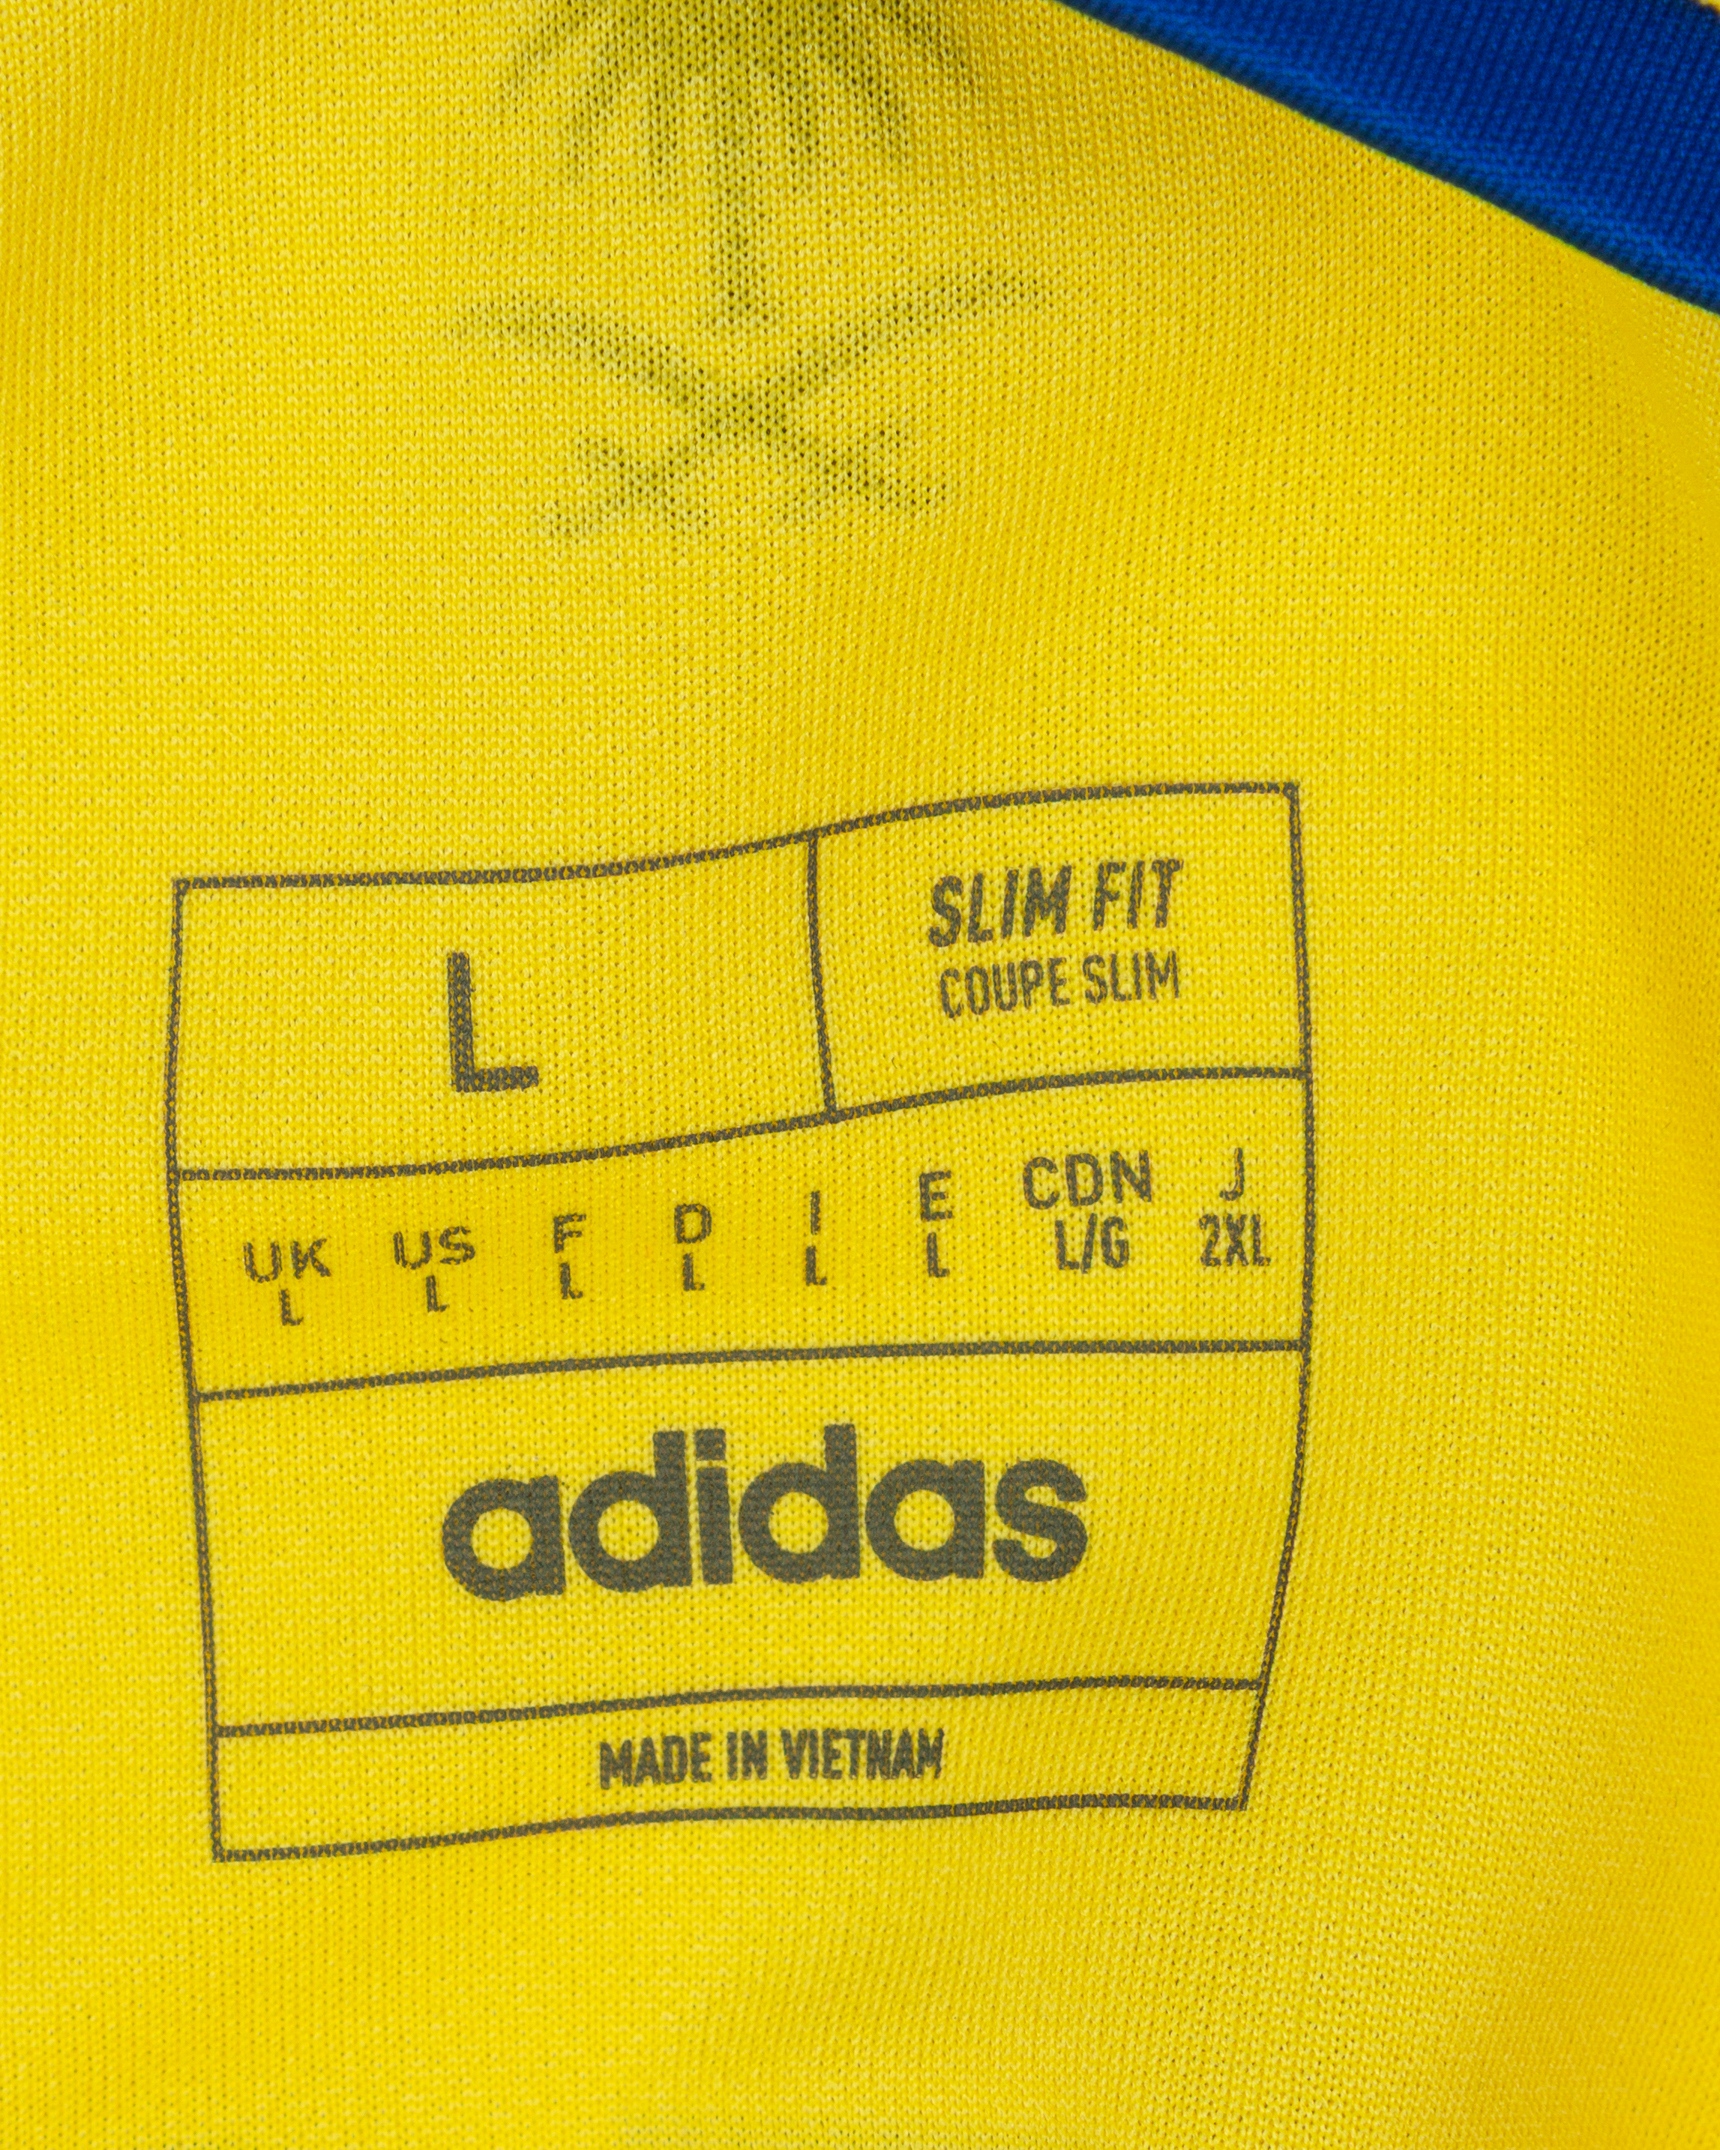 L
SLIM FIT
COUPE SLIM
UK US F D I E CDN J
L L L L L L L/G 2XL
adidas
MADE IN VIETNAM